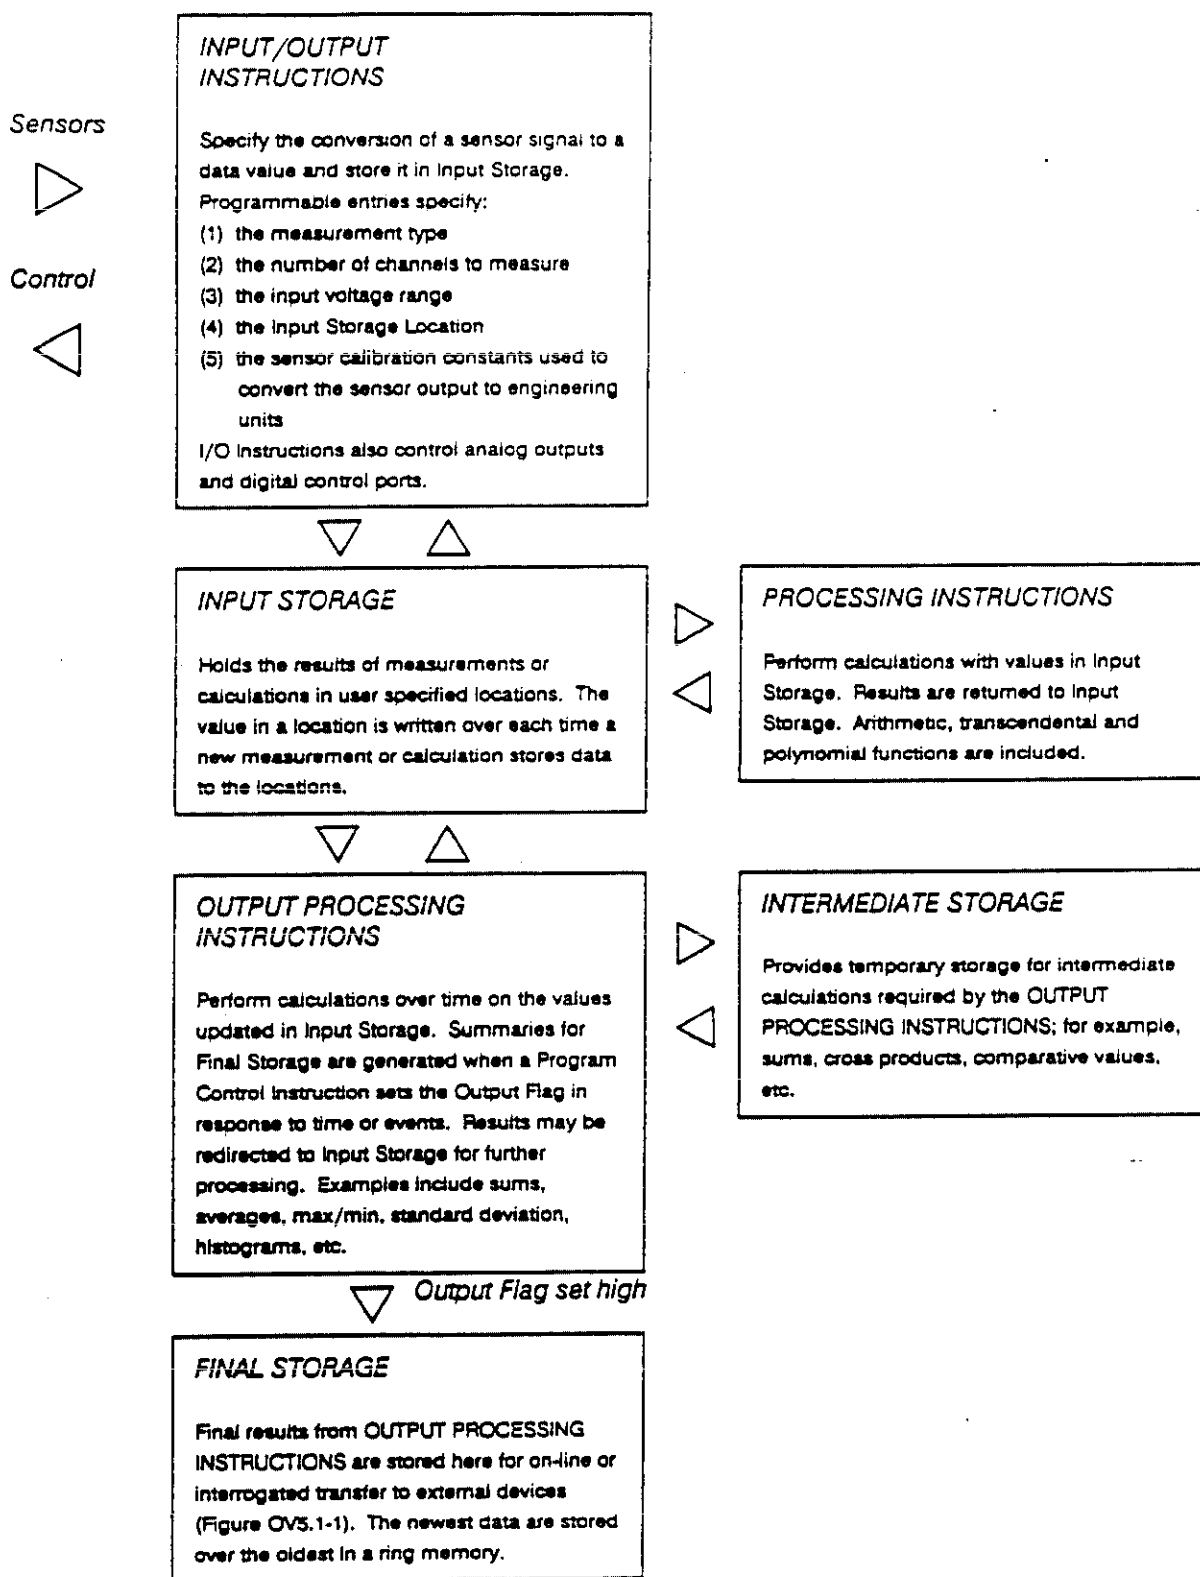 INPUT/OUTPUT
INSTRUCTIONS
Sensors
Control
Specify the conversion of a sensor signal to a
data value and store it in Input Storage.
Programmable entries specify:
(1) the measurement type
(2) the number of channels to measure
(3) the input voltage range
(4) the Input Storage Location
(5) the sensor calibration constants used to
convert the sensor output to engineering
units
I/O Instructions also control analog outputs
and digital control ports.
INPUT STORAGE
Holds the results of measurements or
calculations in user specified locations. The
value in a location is written over each time a
new measurement or calculation stores data
to the locations.
PROCESSING INSTRUCTIONS
Perform calculations with values in Input
Storage. Results are returned to Input
Storage. Arithmetic, transcendental and
polynomial functions are included.
OUTPUT PROCESSING
INSTRUCTIONS
Perform calculations over time on the values
updated in Input Storage. Summaries for
Final Storage are generated when a Program
Control Instruction sets the Output Flag in
response to time or events. Results may be
redirected to Input Storage for further
processing. Examples include sums,
averages, max/min, standard deviation,
histograms, etc.
INTERMEDIATE STORAGE
Provides temporary storage for intermediate
calculations required by the OUTPUT
PROCESSING INSTRUCTIONS; for example,
sums, cross products, comparative values,
etc.
Output Flag set high
FINAL STORAGE
Final results from OUTPUT PROCESSING
INSTRUCTIONS are stored here for on-line or
interrogated transfer to external devices
(Figure OV5.1-1). The newest data are stored
over the oldest in a ring memory.